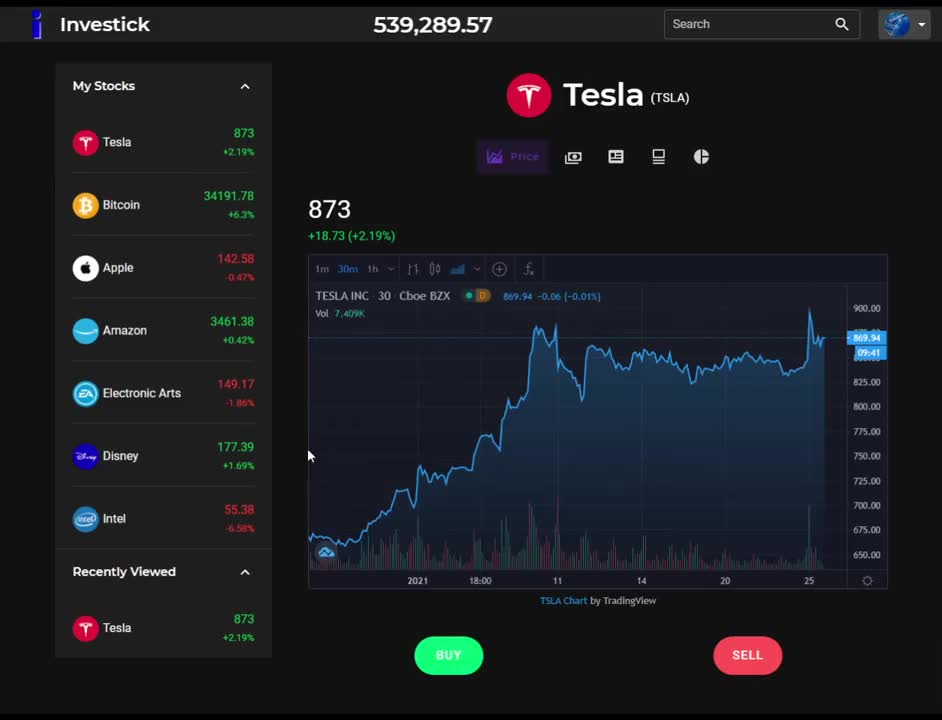 Investick
539,289.57
Search
My Stocks
Tesla
873
+2.19%
Bitcoin
34191.78
+6.3%
Apple
142.58
-0.47%
Amazon
3461.38
+0.42%
EA
Electronic Arts
149.17
-1.86%
Disney
Disney
177.39
+1.69%
intel
Intel
55.38
-6.58%
Recently Viewed
Tesla
873
+2.19%
Tesla (TSLA)
Price
873
+18.73 (+2.19%)
1m 30m 1h
TESLA INC · 30 · Cboe BZX D 869.94 -0.06 (-0.01%)
Vol 7.409K
900.00
869.94
09:41
825.00
800.00
775.00
750.00
725.00
700.00
675.00
650.00
2021 18:00 11 14 20 25
TSLA Chart by TradingView
BUY
SELL